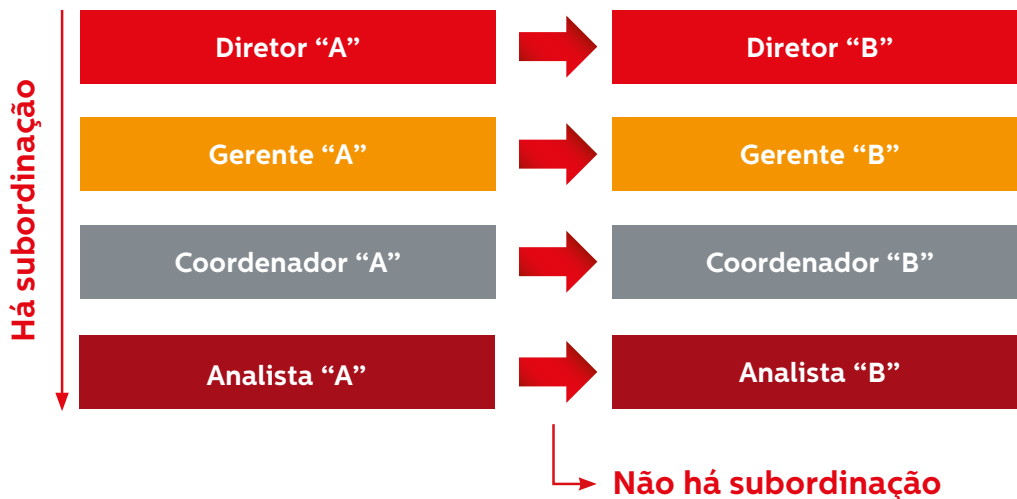 Há subordinação
Diretor “A”
Diretor “B”
Gerente “A”
Gerente “B”
Coordenador “A”
Coordenador “B”
Analista “A”
Analista “B”
Não há subordinação